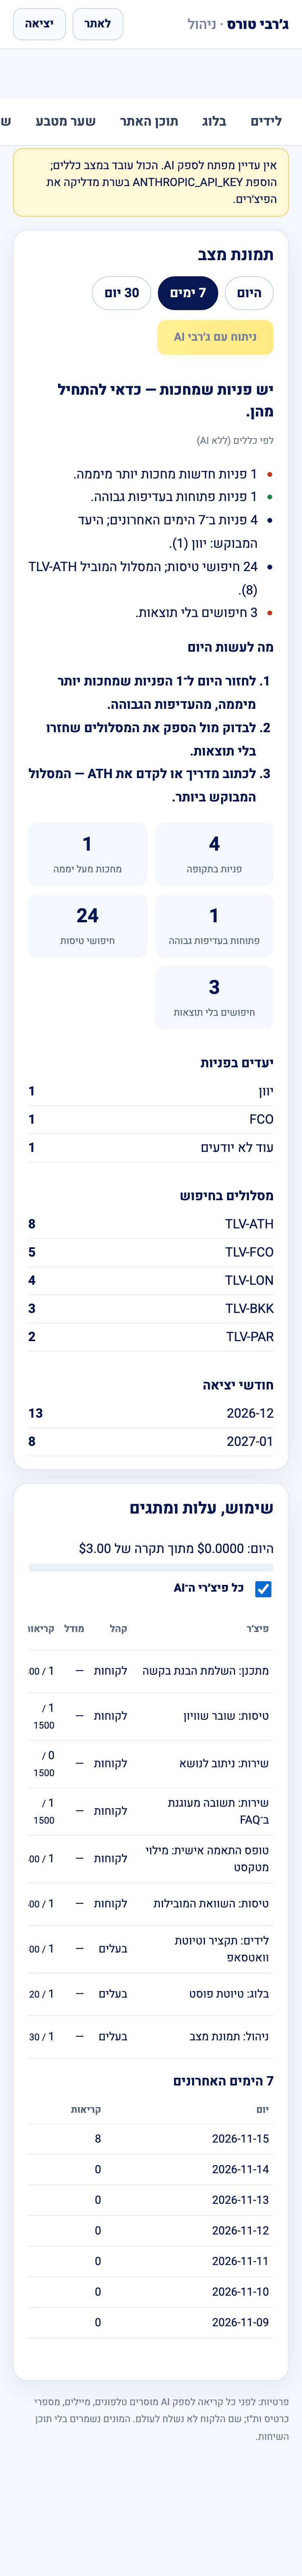 ג׳רבי טורס · ניהול
לאתר
יציאה
לידים
בלוג
תוכן האתר
שער מטבע
אין עדיין מפתח לספק AI. הכול עובד במצב כללים;
הוספת ANTHROPIC_API_KEY בשרת מדליקה את
הפיצ׳רים.
תמונת מצב
היום
7 ימים
30 יום
ניתוח עם ג׳רבי AI
יש פניות שמחכות — כדאי להתחיל
מהן.
לפי כללים (ללא AI)
1 פניות חדשות מחכות יותר מיממה.
1 פניות פתוחות בעדיפות גבוהה.
4 פניות ב־7 הימים האחרונים; היעד
המבוקש: יוון (1).
24 חיפושי טיסות; המסלול המוביל TLV-ATH
(8).
3 חיפושים בלי תוצאות.
מה לעשות היום
1. לחזור היום ל־1 הפניות שמחכות יותר
מיממה, מהעדיפות הגבוהה.
2. לבדוק מול הספק את המסלולים שחזרו
בלי תוצאות.
3. לכתוב מדריך או לקדם את ATH — המסלול
המבוקש ביותר.
4
פניות בתקופה
1
מחכות מעל יממה
1
פתוחות בעדיפות גבוהה
24
חיפושי טיסות
3
חיפושים בלי תוצאות
יעדים בפניות
יוון 1
FCO 1
עוד לא יודעים 1
מסלולים בחיפוש
TLV-ATH 8
TLV-FCO 5
TLV-LON 4
TLV-BKK 3
TLV-PAR 2
חודשי יציאה
2026-12 13
2027-01 8
שימוש, עלות ומתגים
היום: $0.0000 מתוך תקרה של $3.00
כל פיצ׳רי ה־AI
פיצ׳ר קהל מודל
מתכנן: השלמת הבנת בקשה לקוחות — 1 /
טיסות: שובר שוויון לקוחות — 1 /
1500
שירות: ניתוב לנושא לקוחות — 0 /
1500
שירות: תשובה מעוגנת
ב־FAQ לקוחות — 1 /
1500
טופס התאמה אישית: מילוי
מטקסט לקוחות — 1 /
טיסות: השוואת המובילות לקוחות — 1 /
לידים: תקציר וטיוטת
וואטסאפ בעלים — 1 /
בלוג: טיוטת פוסט בעלים — 1 /
ניהול: תמונת מצב בעלים — 1 /
7 הימים האחרונים
יום קריאות
2026-11-15 8
2026-11-14 0
2026-11-13 0
2026-11-12 0
2026-11-11 0
2026-11-10 0
2026-11-09 0
פרטיות: לפני כל קריאה לספק AI מוסרים טלפונים, מיילים, מספרי
כרטיס ות״ז; שם הלקוח לא נשלח לעולם. המונים נשמרים בלי תוכן
השיחות.